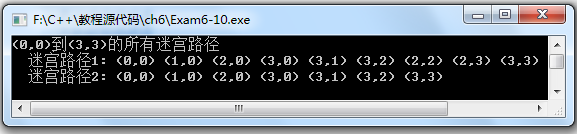 F:\C++\教程源代码\ch6\Exam6-10.exe
(0,0)到(3,3)的所有迷宫路径
迷宫路径1: (0,0) (1,0) (2,0) (3,0) (3,1) (3,2) (2,2) (2,3) (3,3)
迷宫路径2: (0,0) (1,0) (2,0) (3,0) (3,1) (3,2) (3,3)